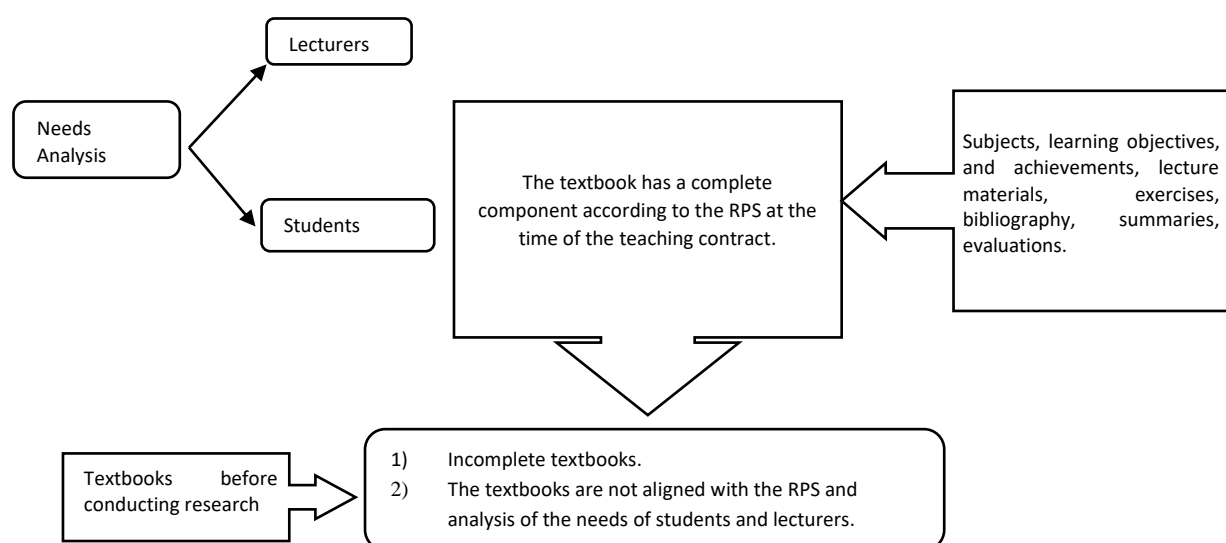 Lecturers
Needs
Analysis
Students
The textbook has a complete
component according to the RPS at the
time of the teaching contract.
Subjects, learning objectives,
and achievements, lecture
materials, exercises,
bibliography, summaries,
evaluations.
Textbooks before
conducting research
1) Incomplete textbooks.
2) The textbooks are not aligned with the RPS and
analysis of the needs of students and lecturers.